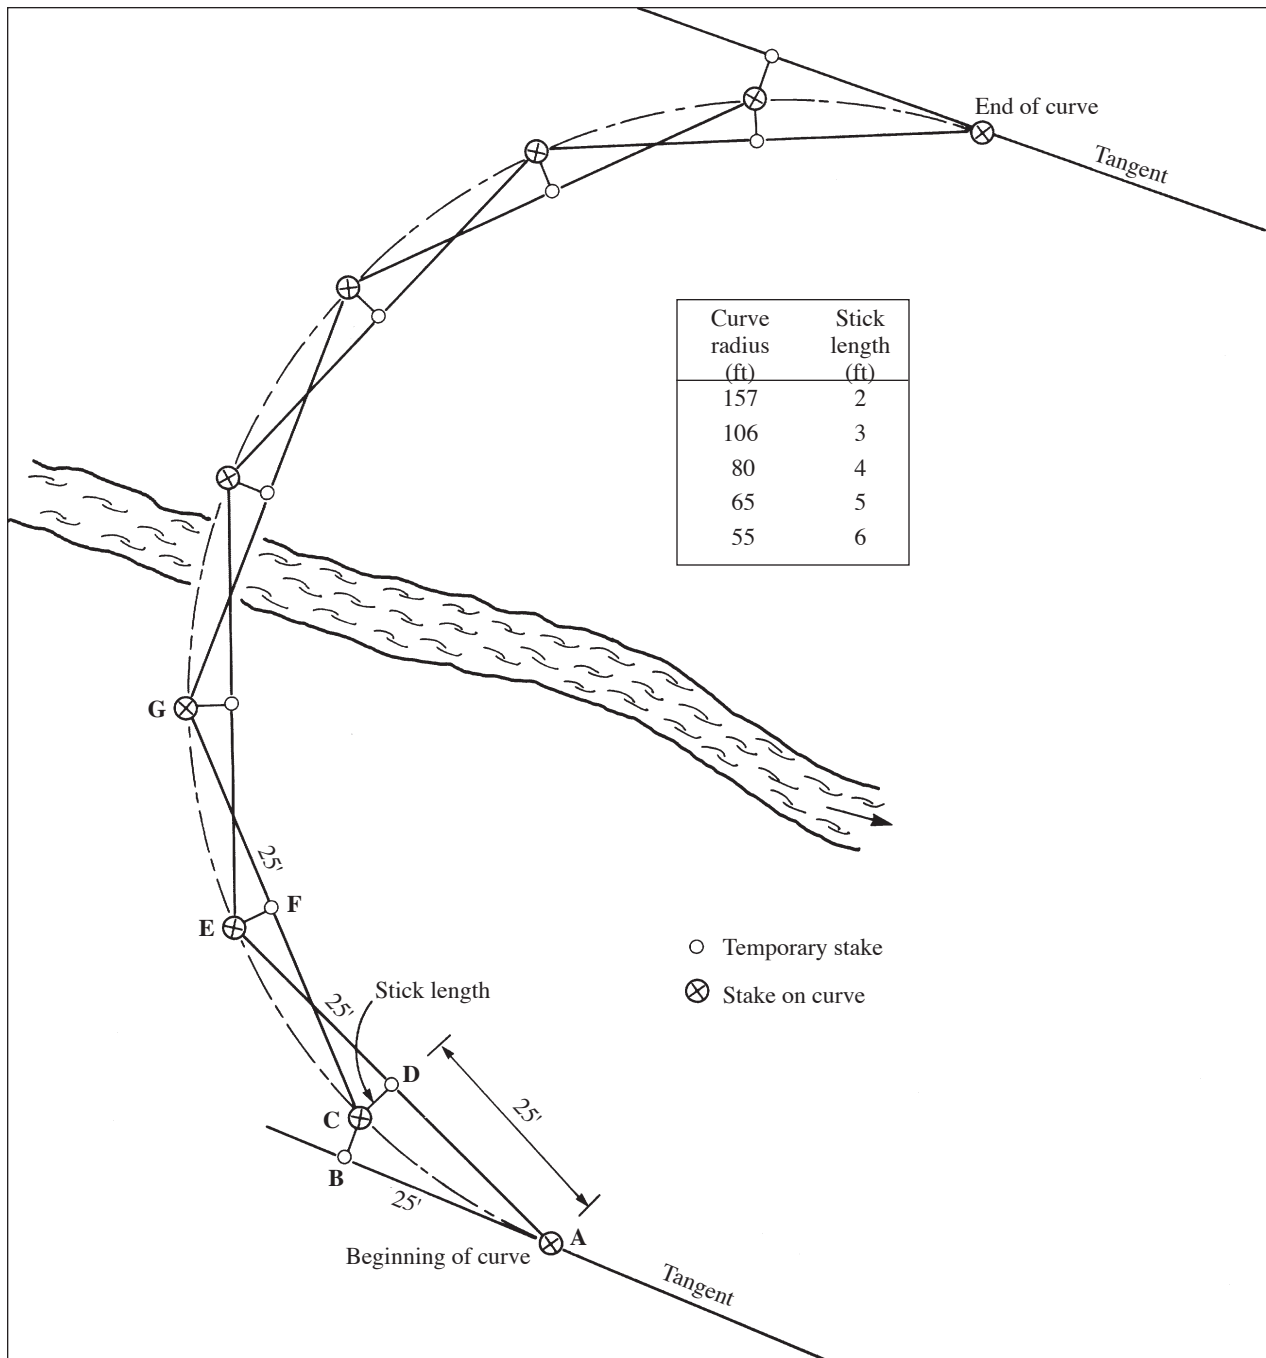 End of curve
Tangent
Curve radius (ft) Stick length (ft)
157 2
106 3
80 4
65 5
55 6
G
25'
F
E
Temporary stake
Stick length
Stake on curve
25'
D
25'
C
B
25'
A
Beginning of curve
Tangent